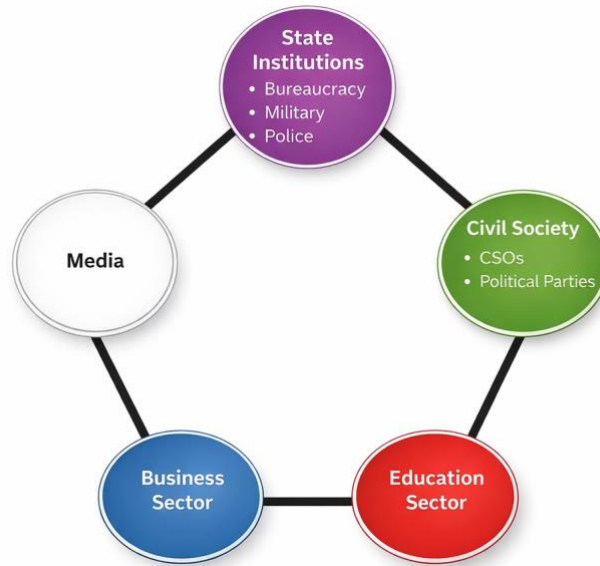 State
Institutions
• Bureaucracy
• Military
• Police
Media
Civil Society
• CSOs
• Political Parties
Business
Sector
Education
Sector